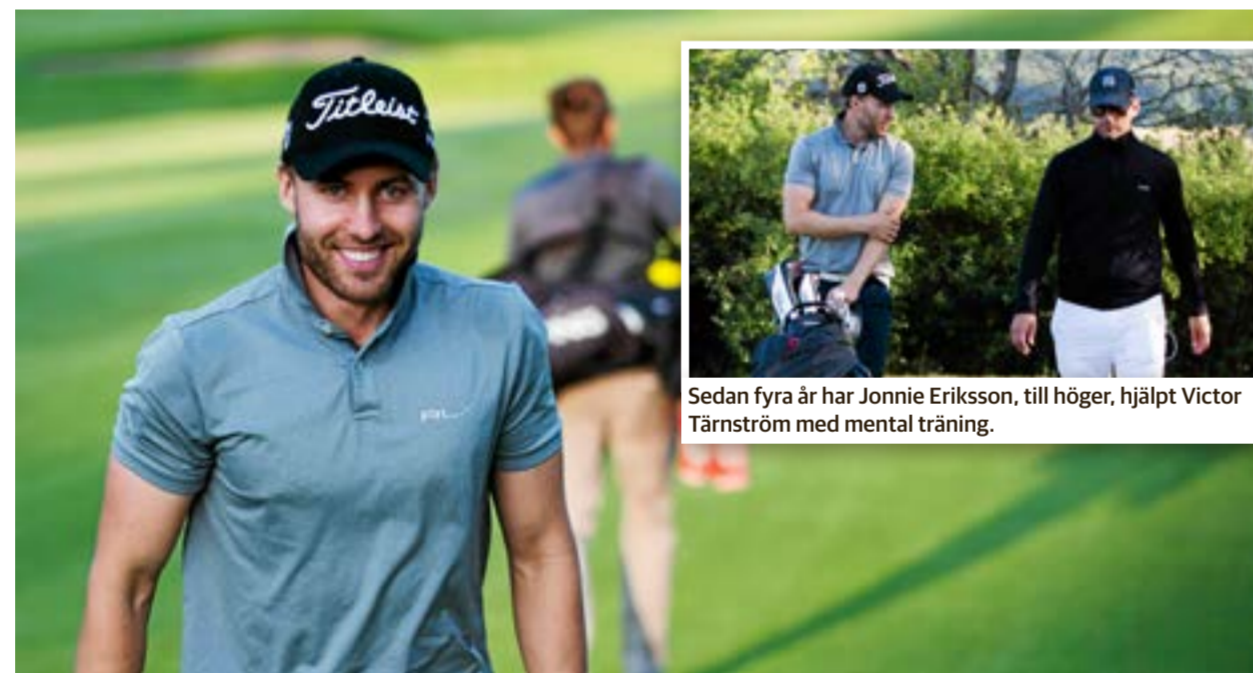 Titleist
Sedan fyra år har Jonnie Eriksson, till höger, hjälpt Victor
Tärnström med mental träning.